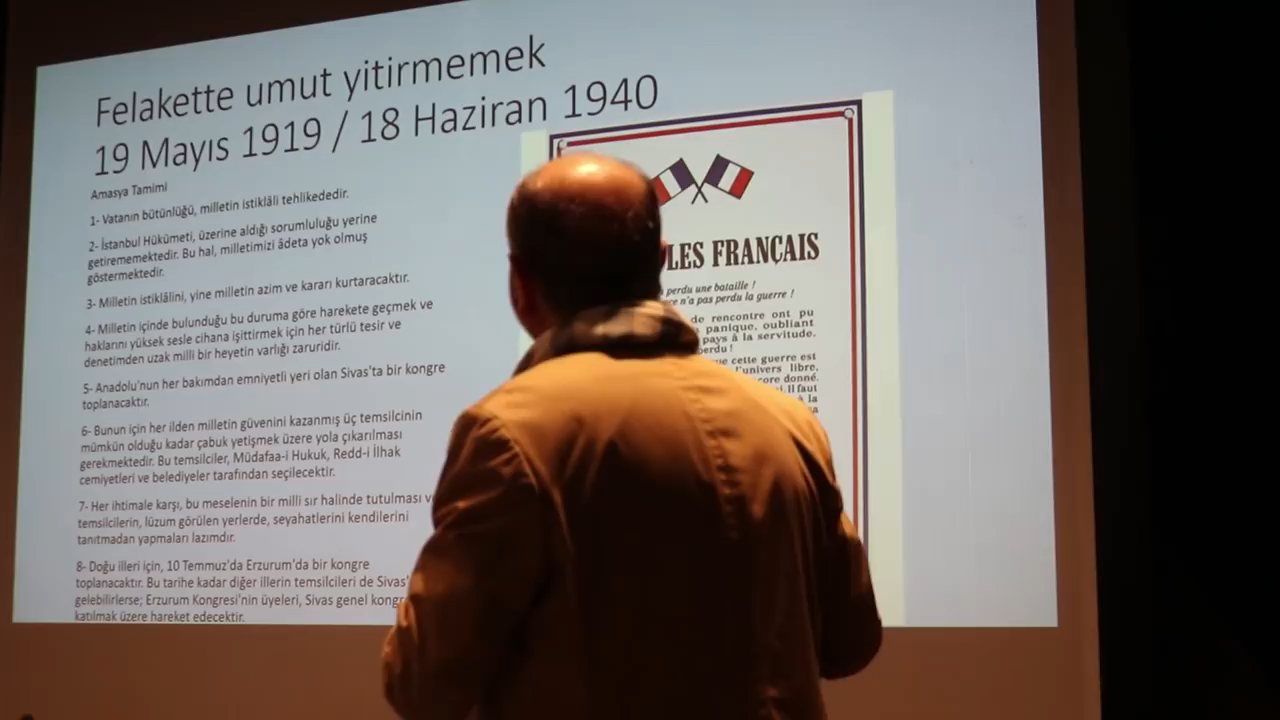 Felakette umut yitirmemek
19 Mayıs 1919 / 18 Haziran 1940
Amasya Tamimi
1- Vatanın bütünlüğü, milletin istiklâli tehlikededir.
2- İstanbul Hükûmeti, üzerine aldığı sorumluluğu yerine
getirememektedir. Bu hal, milletimizi âdeta yok olmuş
göstermektedir.
3- Milletin istiklâlini, yine milletin azim ve kararı kurtaracaktır.
4- Milletin içinde bulunduğu bu duruma göre harekete geçmek ve
haklarını yüksek sesle cihana işittirmek için her türlü tesir ve
denetimden uzak milli bir heyetin varlığı zaruridir.
5- Anadolu'nun her bakımdan emniyetli yeri olan Sivas'ta bir kongre
toplanacaktır.
6- Bunun için her ilden milletin güvenini kazanmış üç temsilcinin
mümkün olduğu kadar çabuk yetişmek üzere yola çıkarılması
gerekmektedir. Bu temsilciler, Müdafaa-i Hukuk, Redd-i İlhak
cemiyetleri ve belediyeler tarafından seçilecektir.
7- Her ihtimale karşı, bu meselenin bir milli sır halinde tutulması
temsilcilerin, lüzum görülen yerlerde, seyahatlerini kendilerini
tanıtmadan yapmaları lazımdır.
8- Doğu illeri için, 10 Temmuz'da Erzurum'da bir kongre
toplanacaktır. Bu tarihe kadar diğer illerin temsilcileri de Sivas'
gelebilirlerse; Erzurum Kongresi'nin üyeleri, Sivas genel
katılmak üzere hareket edecektir.
LES FRANÇAIS
perdu une bataille !
n'a pas perdu la guerre !
de rencontre ont pu
panique, oubliant
pays à la servitude.
cette guerre est
l'univers libre,
donné.
Il faut
à la